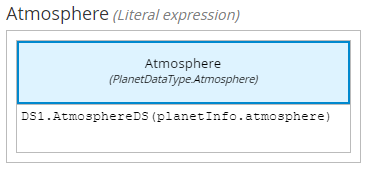 Atmosphere (Literal expression)
Atmosphere
(PlanetDataType.Atmosphere)
DS1.AtmosphereDS(planetInfo.atmosphere)